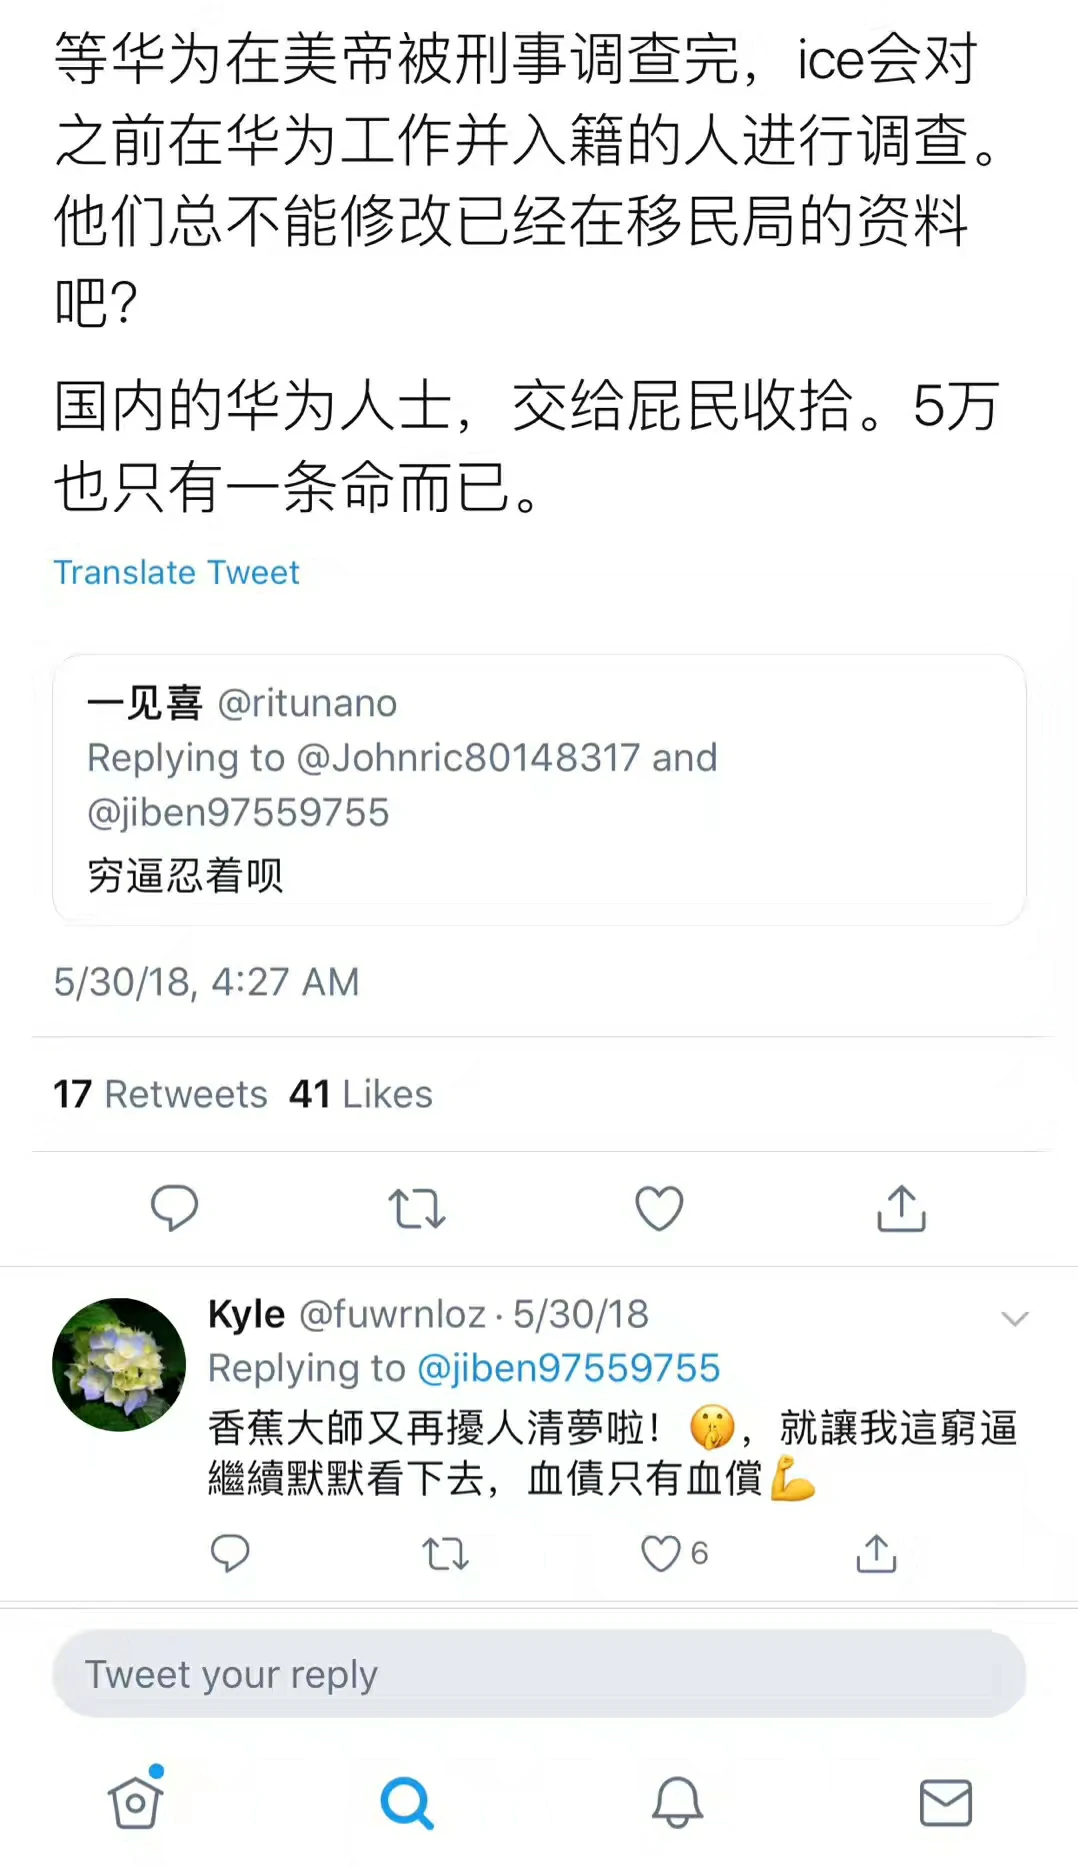 等华为在美帝被刑事调查完，ice会对
之前在华为工作并入籍的人进行调查。
他们总不能修改已经在移民局的资料
吧？
国内的华为人士，交给屁民收拾。5万
也只有一条命而已。
Translate Tweet
一见喜 @ritunano
Replying to @Johnric80148317 and
@jiben97559755
穷逼忍着呗
5/30/18, 4:27 AM
17 Retweets 41 Likes
Kyle @fuwrnloz · 5/30/18
Replying to @jiben97559755
香蕉大師又再擾人清夢啦！🤫，就讓我這窮逼
繼續默默看下去，血債只有血償💪
6
Tweet your reply